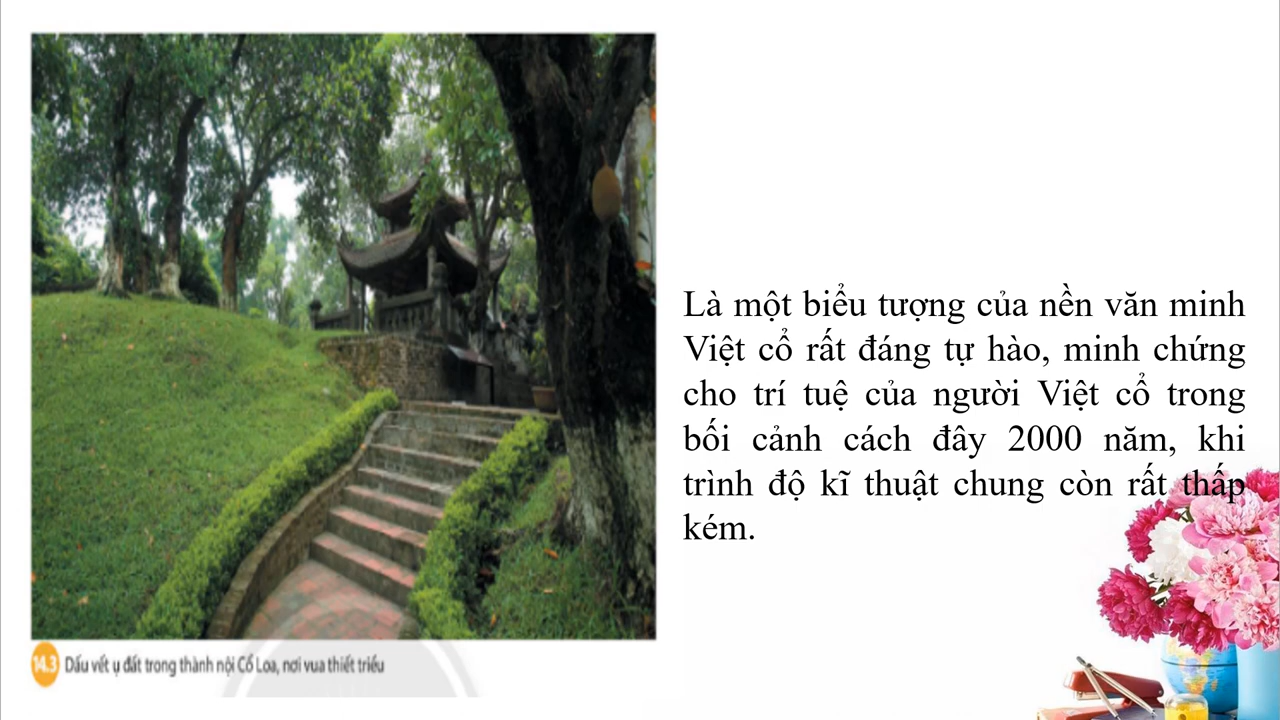 Là một biểu tượng của nền văn minh
Việt cổ rất đáng tự hào, minh chứng
cho trí tuệ của người Việt cổ trong
bối cảnh cách đây 2000 năm, khi
trình độ kĩ thuật chung còn rất thấp
kém.
14.3 Dấu vết ụ đất trong thành nội Cổ Loa, nơi vua thiết triều